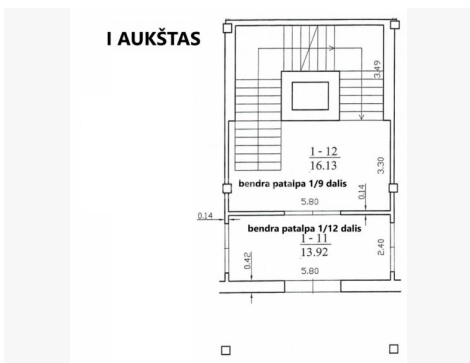 I AUKŠTAS
3.49
1 - 12
16.13
3.30
bendra pataipa 1/9 dalis
0.14
5.80
0.14
bendra patalpa 1/12 dalis
1 - 11
13.92
2.40
0.42
5.80